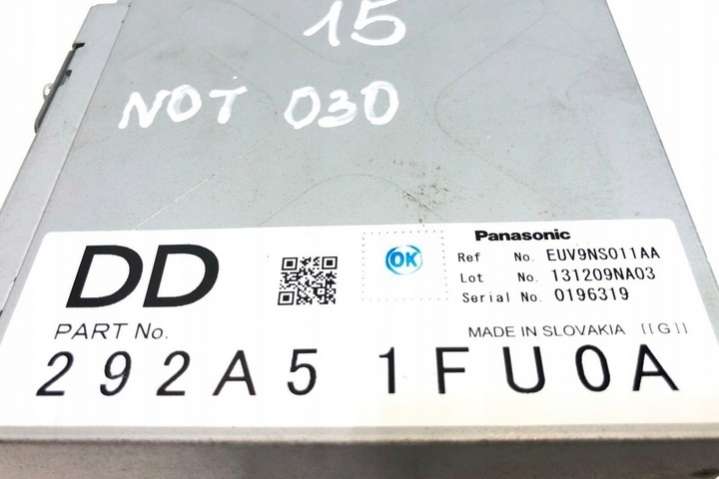 15
NOT 030
DD
OK
Panasonic
Ref No. EUV9NS011AA
Lot No. 131209NA03
Serial No. 0196319
PART No.
MADE IN SLOVAKIA IIGII
292A5 1FU0A